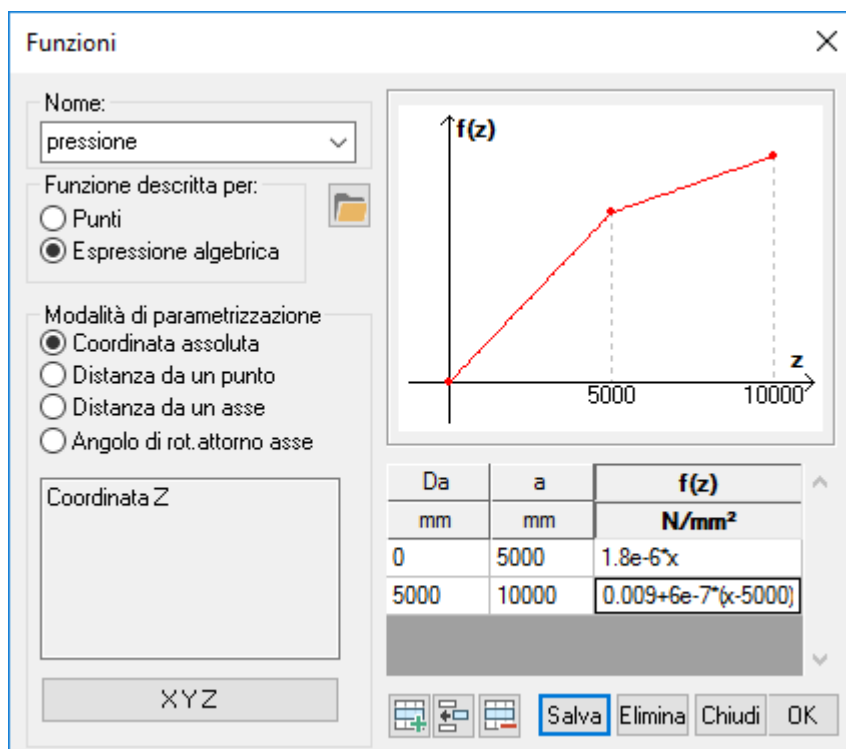 Funzioni
Nome:
pressione
Funzione descritta per:
Punti
Espressione algebrica
Modalità di parametrizzazione
Coordinata assoluta
Distanza da un punto
Distanza da un asse
Angolo di rot.attorno asse
Coordinata Z
XYZ
f(z)
z
5000 10000
Da a f(z)
mm mm N/mm²
0 5000 1.8e-6*x
5000 10000 0.009+6e-7*(x-5000)
Salva Elimina Chiudi OK